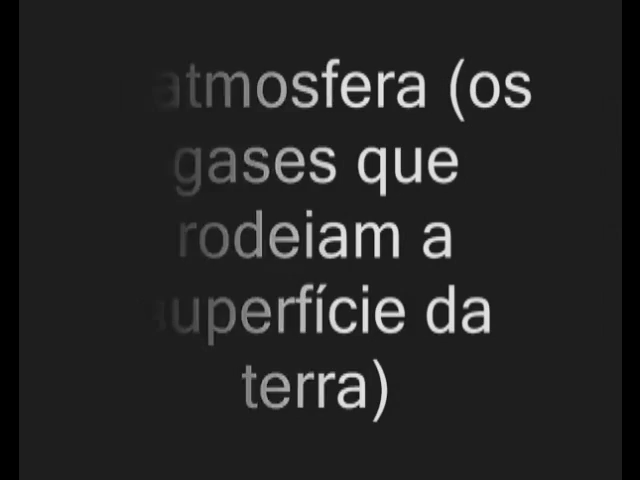 atmosfera (os
gases que
rodeiam a
superfície da
terra)